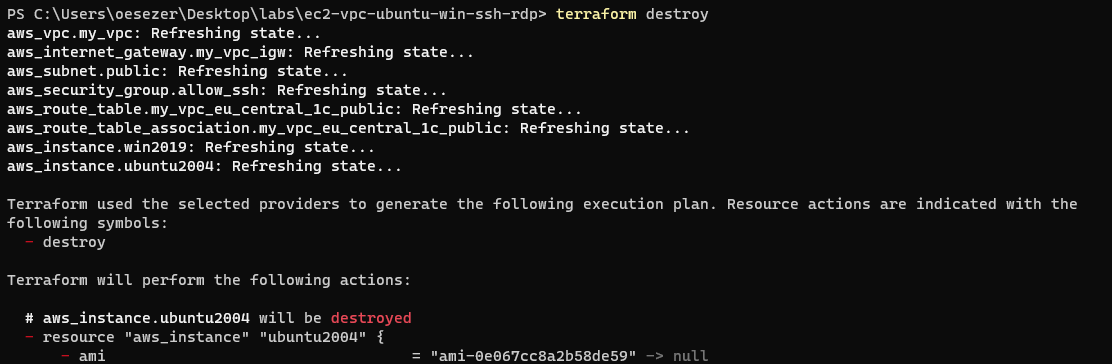 PS C:\Users\oesezer\Desktop\labs\ec2-vpc-ubuntu-win-ssh-rdp> terraform destroy
aws_vpc.my_vpc: Refreshing state...
aws_internet_gateway.my_vpc_igw: Refreshing state...
aws_subnet.public: Refreshing state...
aws_security_group.allow_ssh: Refreshing state...
aws_route_table.my_vpc_eu_central_1c_public: Refreshing state...
aws_route_table_association.my_vpc_eu_central_1c_public: Refreshing state...
aws_instance.win2019: Refreshing state...
aws_instance.ubuntu2004: Refreshing state...
Terraform used the selected providers to generate the following execution plan. Resource actions are indicated with the
following symbols:
- destroy
Terraform will perform the following actions:
# aws_instance.ubuntu2004 will be destroyed
- resource "aws_instance" "ubuntu2004" {
- ami = "ami-0e067cc8a2b58de59" -> null